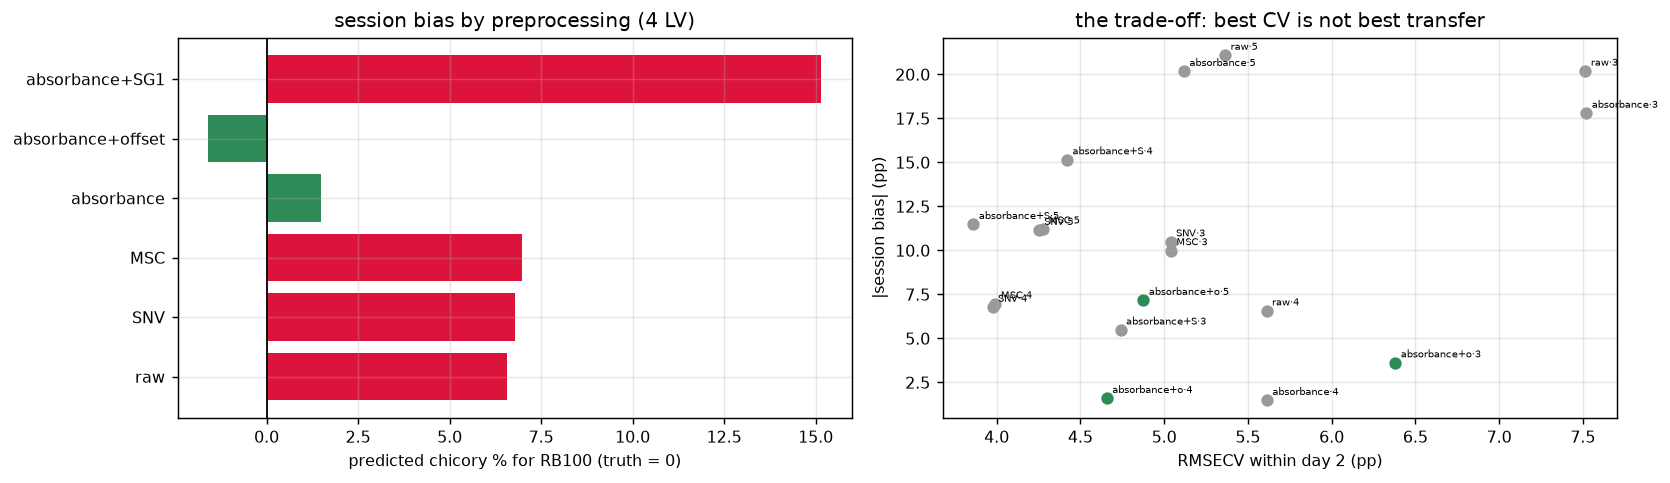 session bias by preprocessing (4 LV)
absorbance+SG1
absorbance+offset
absorbance
MSC
SNV
raw
0.0 2.5 5.0 7.5 10.0 12.5 15.0
predicted chicory % for RB100 (truth = 0)
the trade-off: best CV is not best transfer
|session bias| (pp)
20.0
17.5
15.0
12.5
10.0
7.5
5.0
2.5
raw·5
absorbance·5
raw·3
absorbance·3
absorbance+S·4
absorbance+S·5
MSC·5
SNV·5
SNV·3
MSC·3
absorbance+o·5
MSC·4
SNV·4
raw·4
absorbance+S·3
absorbance+o·3
absorbance+o·4
absorbance·4
4.0 4.5 5.0 5.5 6.0 6.5 7.0 7.5
RMSECV within day 2 (pp)